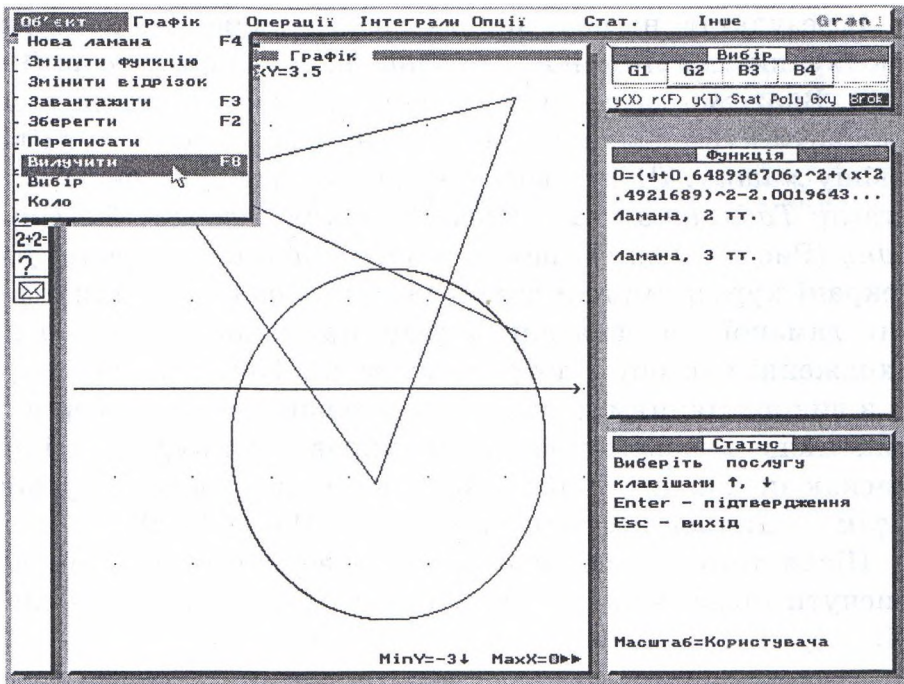 Об'єкт Графік Операції Інтеграли Опції Стат. Інше Gran1
Нова ламана F4
Змінити функцію
Змінити відрізок
Завантажити F3
Зберегти F2
Переписати
Вилучити F8
Вибір
Коло
2+2=
?
Графік
xY=3.5
MinY=-3↓ MaxX=0►►
Вибір
G1 G2 B3 B4
y(X) r(F) y(T) Stat Poly Gxy
Функція
0=(y+0.648936706)^2+(x+2
.4921689)^2-2.0019643...
Ламана, 2 тт.
Ламана, 3 тт.
Статус
Виберіть послугу
клавішами ↑, ↓
Enter - підтвердження
Esc - вихід
Масштаб=Користувача